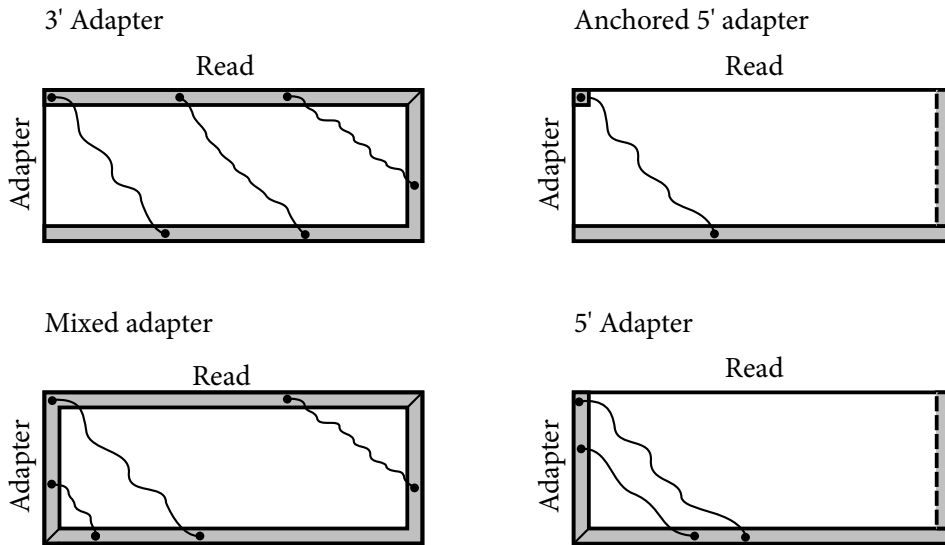 3' Adapter
Read
Adapter
Anchored 5' adapter
Read
Adapter
Mixed adapter
Read
Adapter
5' Adapter
Read
Adapter